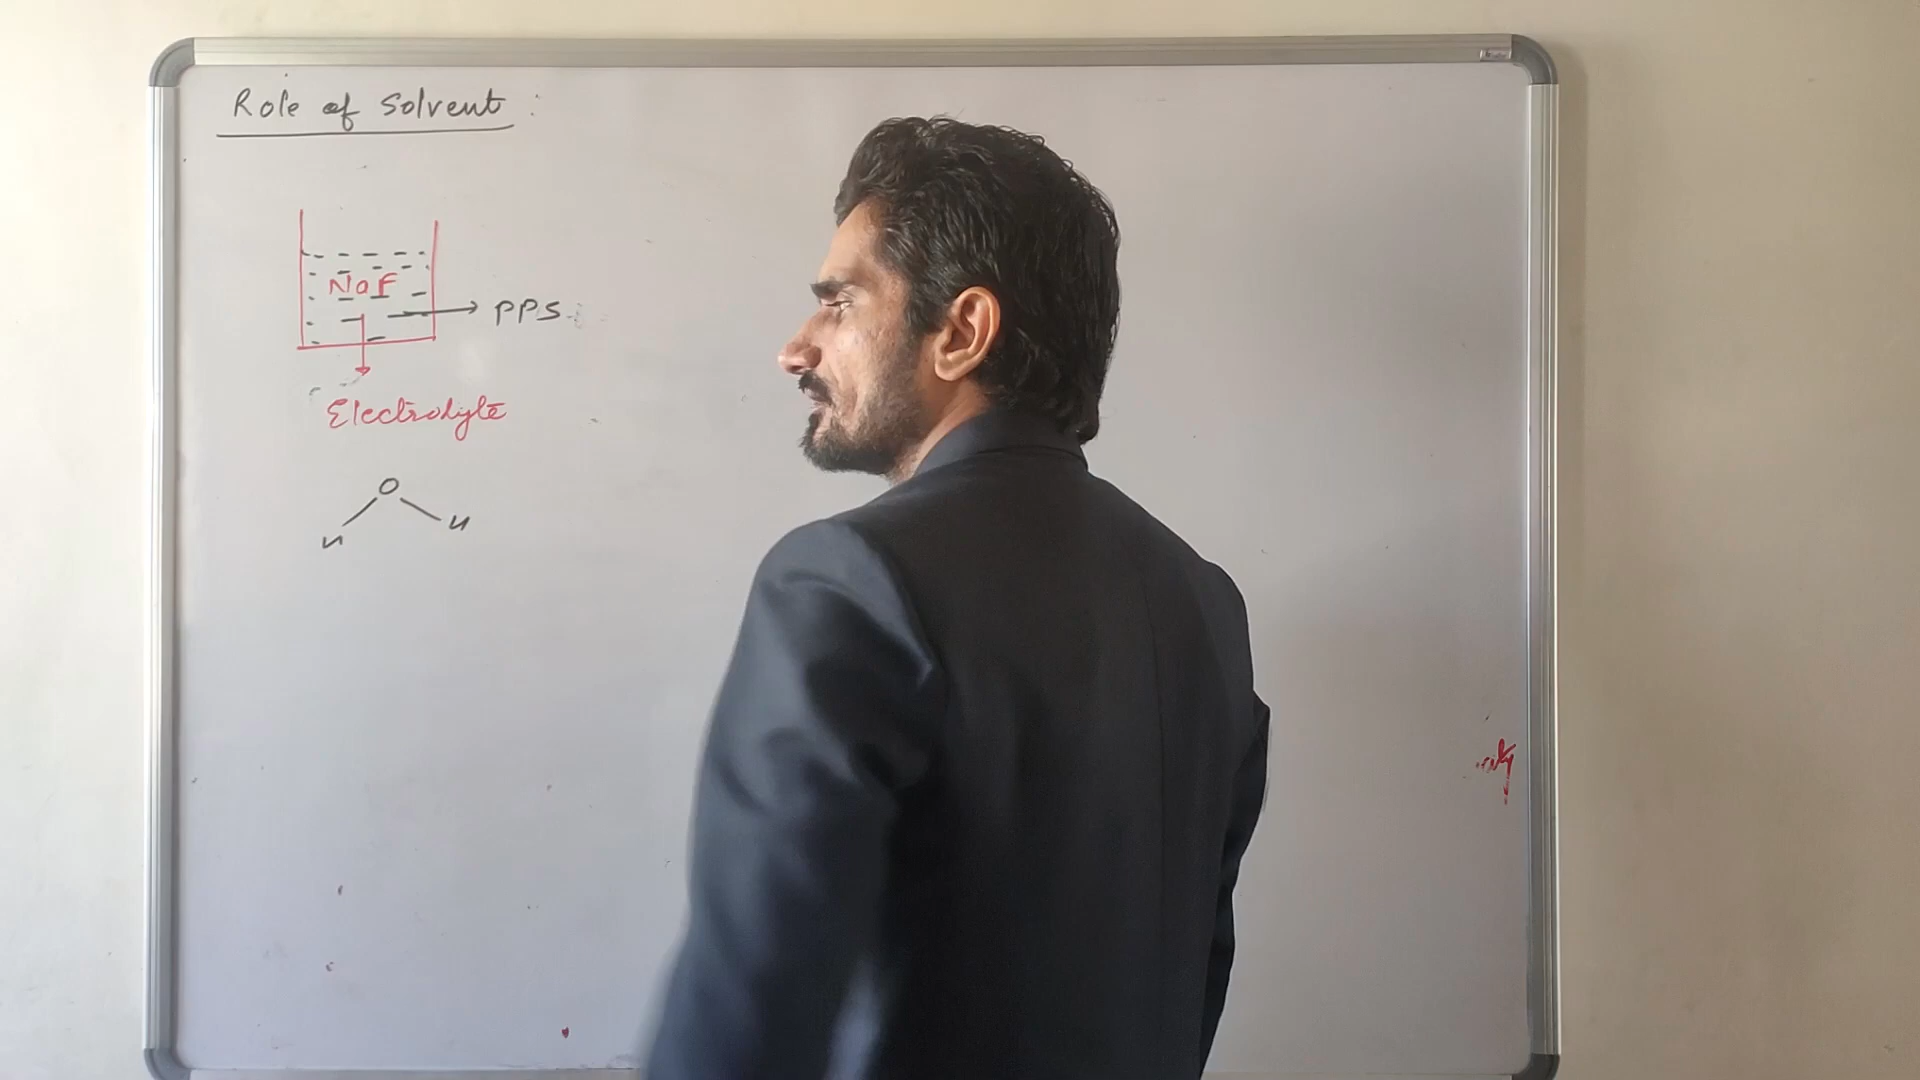 Role of Solvent :
NaF
PPS
Electrolyte
O
H H